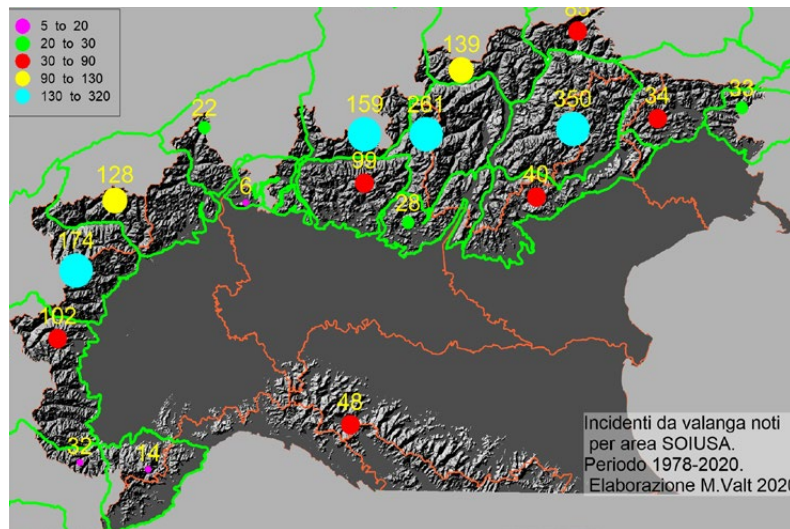 5 to 20
20 to 30
30 to 90
90 to 130
130 to 320
85
139
22
159
261
350
34
33
99
6
128
40
28
174
102
48
32
14
Incidenti da valanga noti
per area SOIUSA.
Periodo 1978-2020.
Elaborazione M.Valt 2020